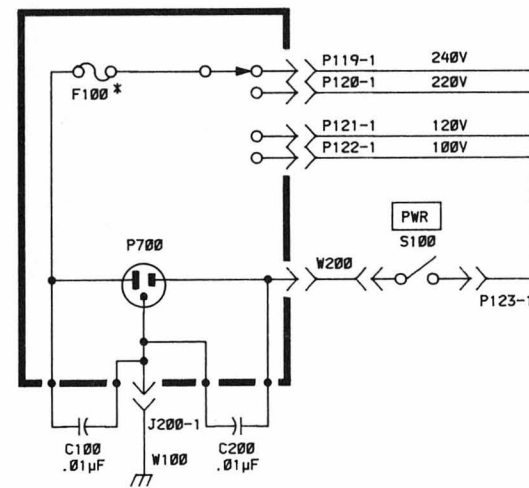 P119-1 240V
F100 * P120-1 220V
P121-1 120V
P122-1 100V
PWR
S100
P700
W200
P123-1
J200-1
C100
.01µF
W100
C200
.01µF